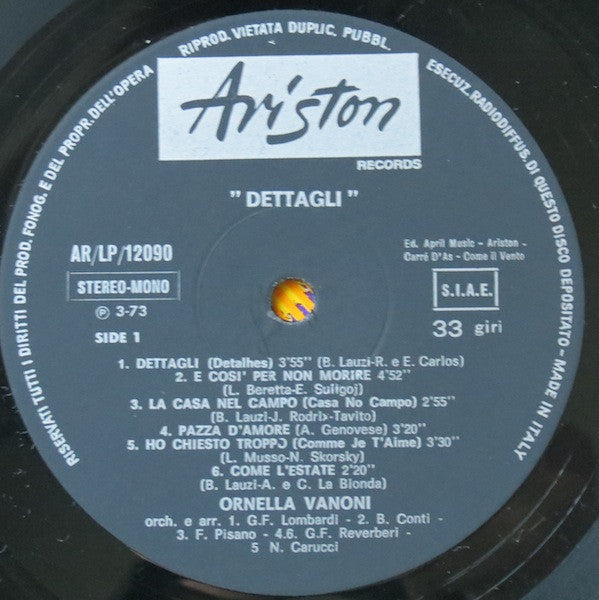 RISERVATI TUTTI I DIRITTI DEL PROD. FONOG. E DEL PROPR. DELL'OPERA
RIPROD. VIETATA DUPLIC. PUBBL.
ESECUZ. RADIODIFFUS. DI QUESTO DISCO DEPOSITATO - MADE IN ITALY
Ariston
RECORDS
" DETTAGLI "
AR/LP/12090
STEREO-MONO
Ⓟ 3-73
SIDE 1
Ed. April Music - Ariston -
Carré D'As - Come il Vento
S.I.A.E.
33 giri
1. DETTAGLI (Detalhes) 3'55'' (B. Lauzi-R. e E. Carlos)
2. E COSI' PER NON MORIRE 4'52''
(L. Beretta-E. Suligoj)
3. LA CASA NEL CAMPO (Casa No Campo) 2'55''
(B. Lauzi-J. Rodrix-Tavito)
4. PAZZA D'AMORE (A. Genovese) 3'20''
5. HO CHIESTO TROPPO (Comme Je T'Aime) 3'30''
(L. Musso-N. Skorsky)
6. COME L'ESTATE 2'20''
(B. Lauzi-A. e C. La Bionda)
ORNELLA VANONI
orch. e arr. 1. G.F. Lombardi - 2. B. Conti -
3. F. Pisano - 4.6. G.F. Reverberi -
5 N. Carucci